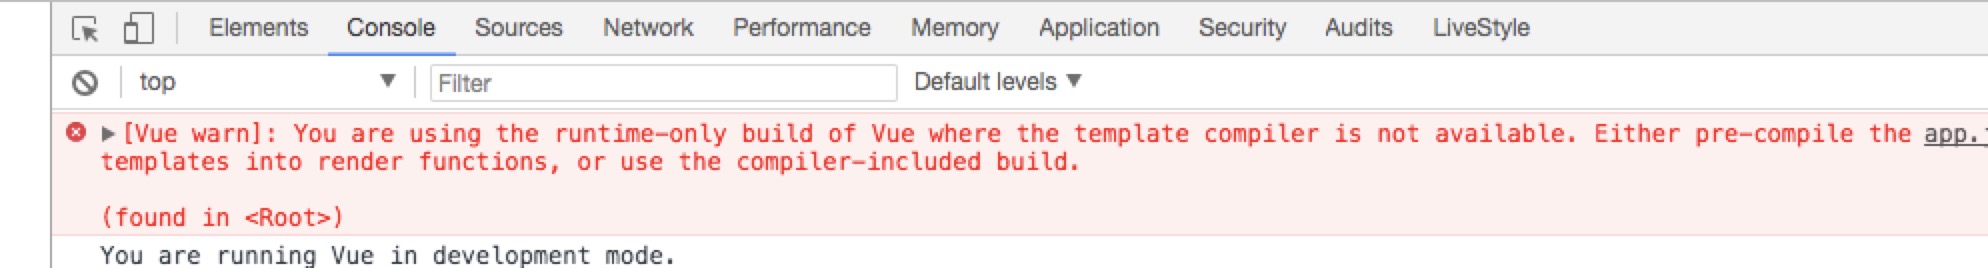 Elements Console Sources Network Performance Memory Application Security Audits LiveStyle
top Filter Default levels
[Vue warn]: You are using the runtime-only build of Vue where the template compiler is not available. Either pre-compile the app.
templates into render functions, or use the compiler-included build.
(found in <Root>)
You are running Vue in development mode.